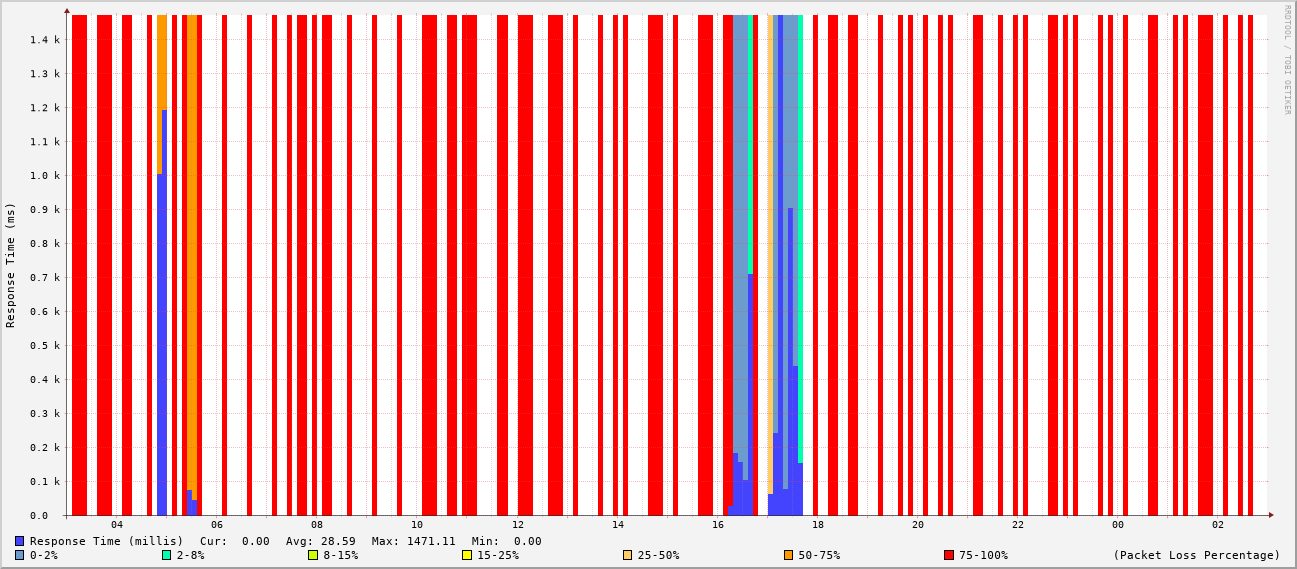 RRDTOOL / TOBI OETIKER
Response Time (ms)
1.4 k
1.3 k
1.2 k
1.1 k
1.0 k
0.9 k
0.8 k
0.7 k
0.6 k
0.5 k
0.4 k
0.3 k
0.2 k
0.1 k
0.0
04 06 08 10 12 14 16 18 20 22 00 02
Response Time (millis) Cur: 0.00 Avg: 28.59 Max: 1471.11 Min: 0.00
0-2% 2-8% 8-15% 15-25% 25-50% 50-75% 75-100% (Packet Loss Percentage)